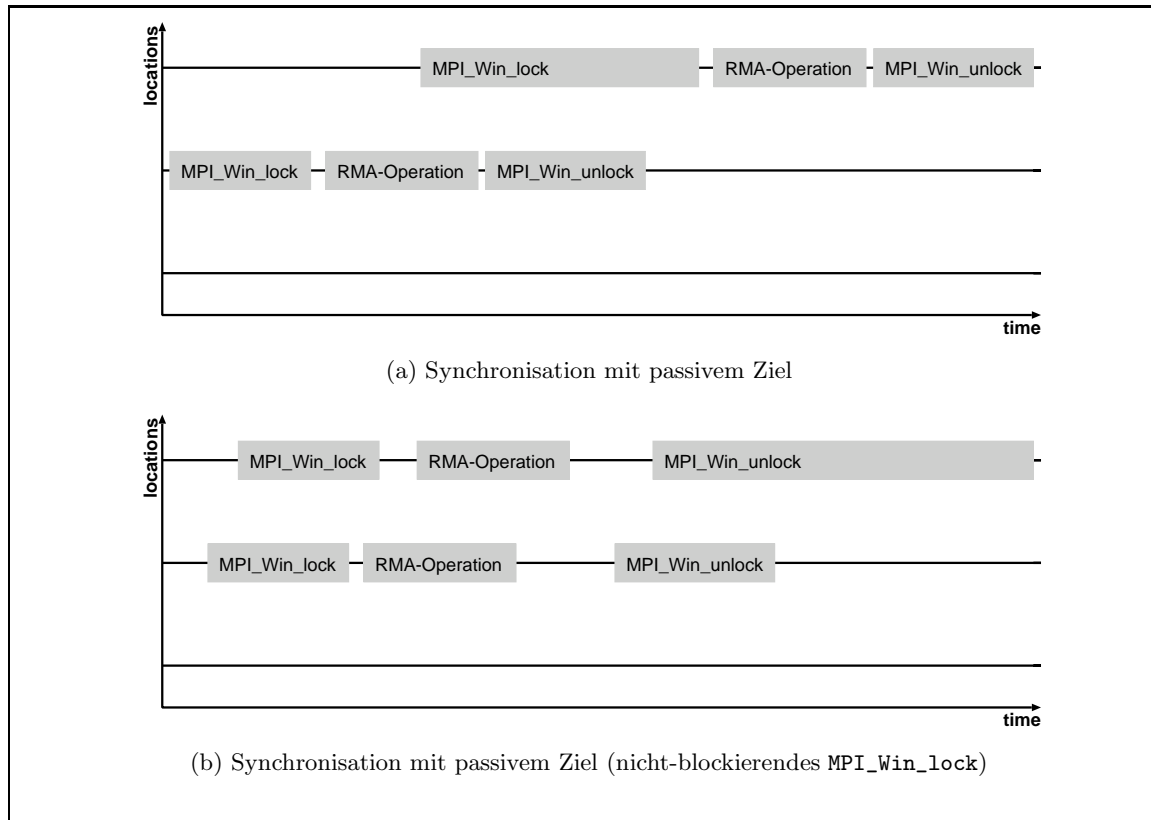 locations
MPI_Win_lock RMA-Operation MPI_Win_unlock
MPI_Win_lock RMA-Operation MPI_Win_unlock
time
(a) Synchronisation mit passivem Ziel
locations
MPI_Win_lock RMA-Operation MPI_Win_unlock
MPI_Win_lock RMA-Operation MPI_Win_unlock
time
(b) Synchronisation mit passivem Ziel (nicht-blockierendes MPI_Win_lock)